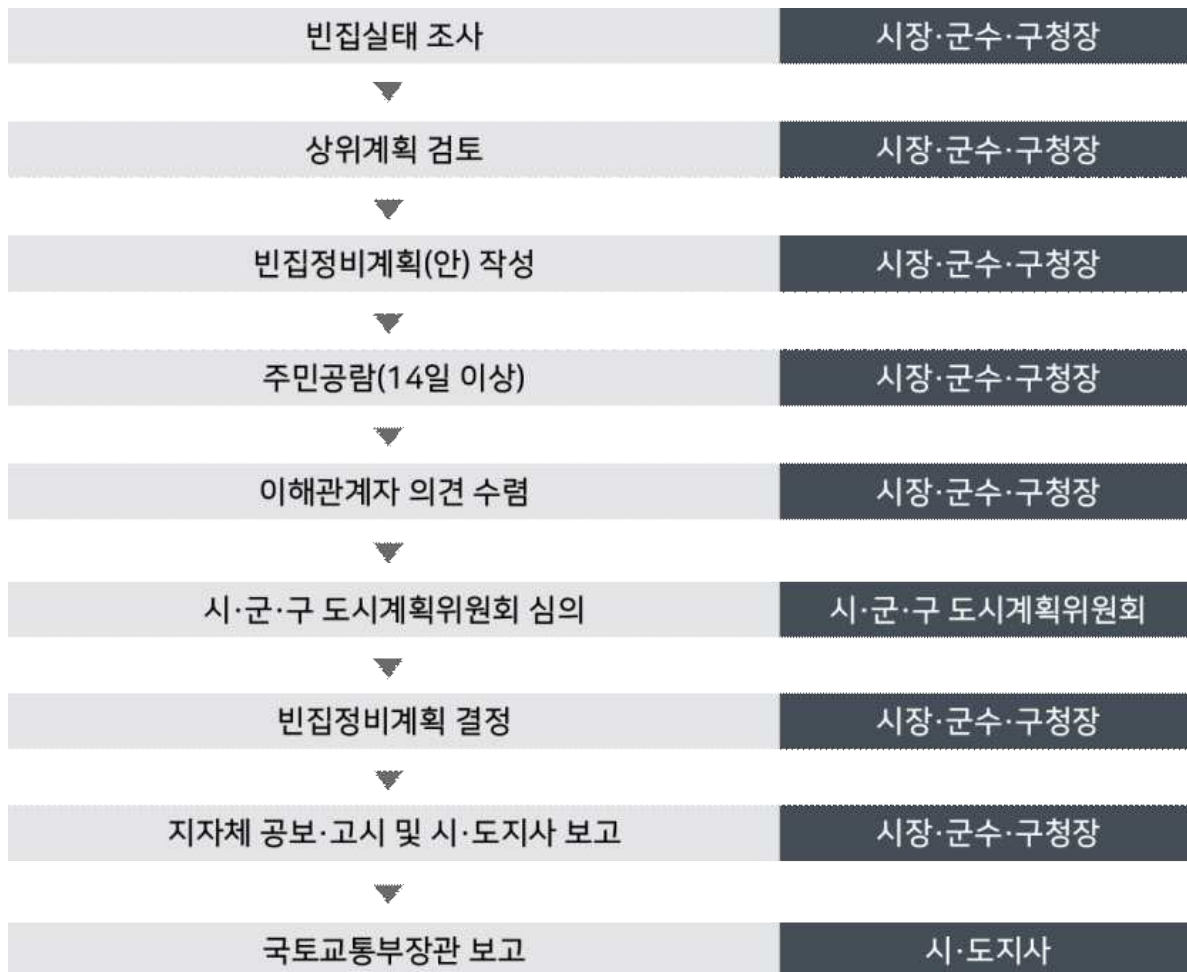 빈집실태 조사 시장·군수·구청장
상위계획 검토 시장·군수·구청장
빈집정비계획(안) 작성 시장·군수·구청장
주민공람(14일 이상) 시장·군수·구청장
이해관계자 의견 수렴 시장·군수·구청장
시·군·구 도시계획위원회 심의 시·군·구 도시계획위원회
빈집정비계획 결정 시장·군수·구청장
지자체 공보·고시 및 시·도지사 보고 시장·군수·구청장
국토교통부장관 보고 시·도지사